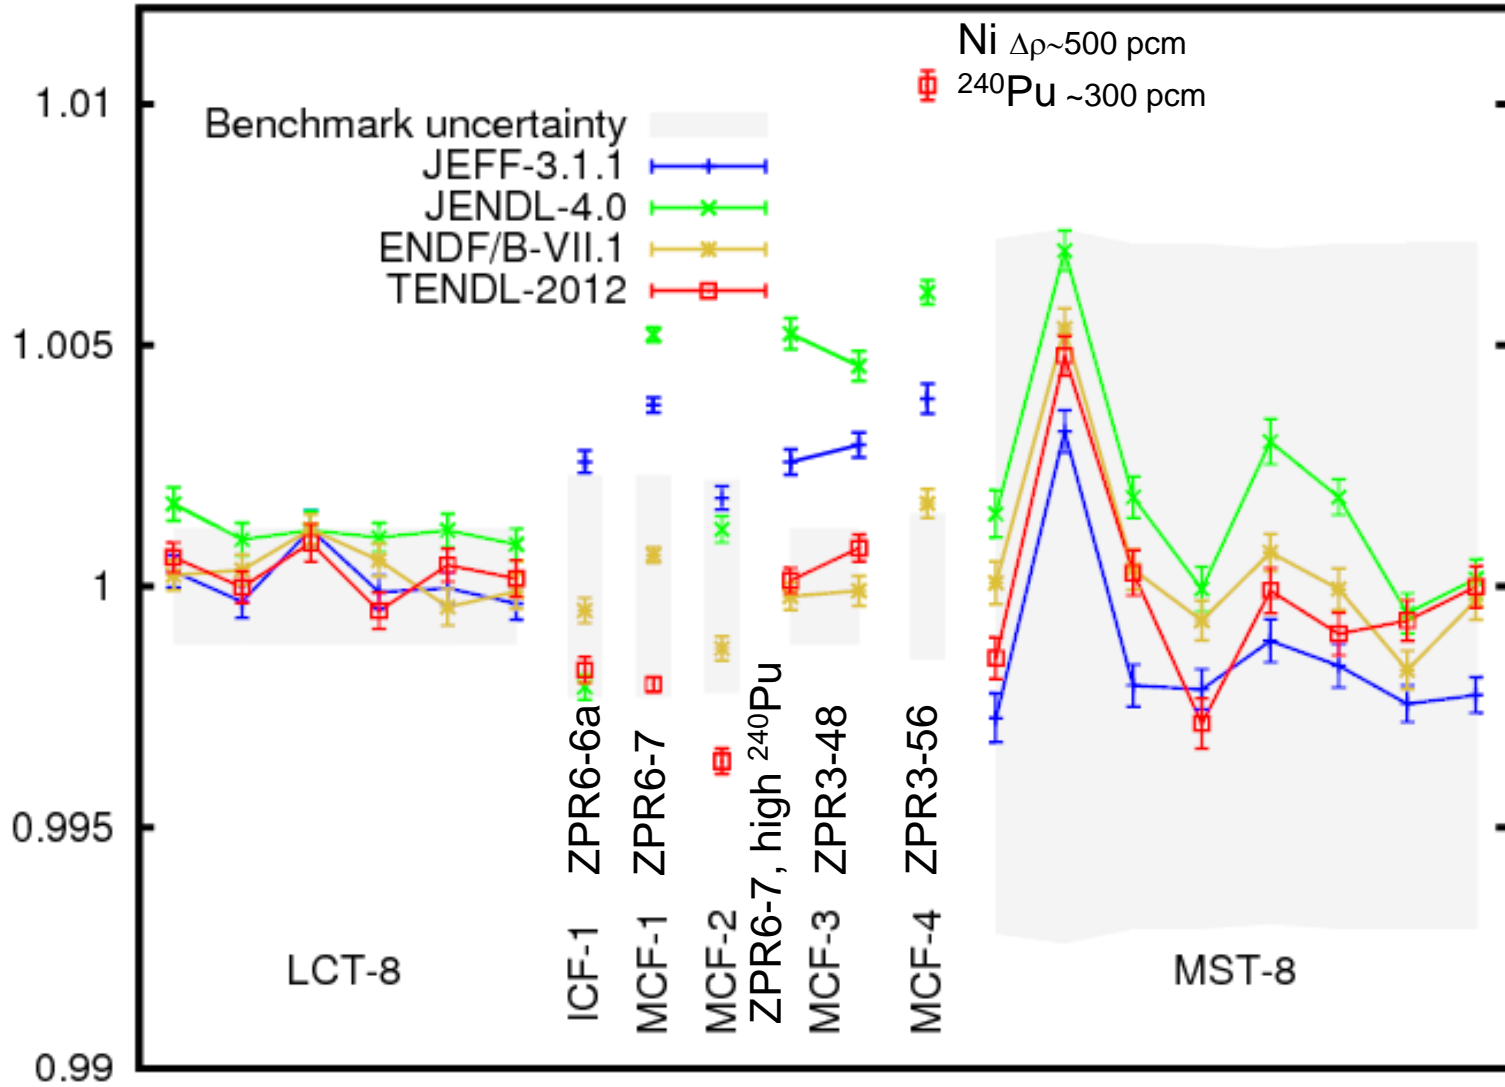 Ni Δρ~500 pcm
²⁴⁰Pu ~300 pcm
1.01
1.005
1
0.995
0.99
Benchmark uncertainty
JEFF-3.1.1
JENDL-4.0
ENDF/B-VII.1
TENDL-2012
LCT-8
ICF-1 ZPR6-6a
MCF-1 ZPR6-7
MCF-2
ZPR6-7, high ²⁴⁰Pu
MCF-3 ZPR3-48
MCF-4 ZPR3-56
MST-8